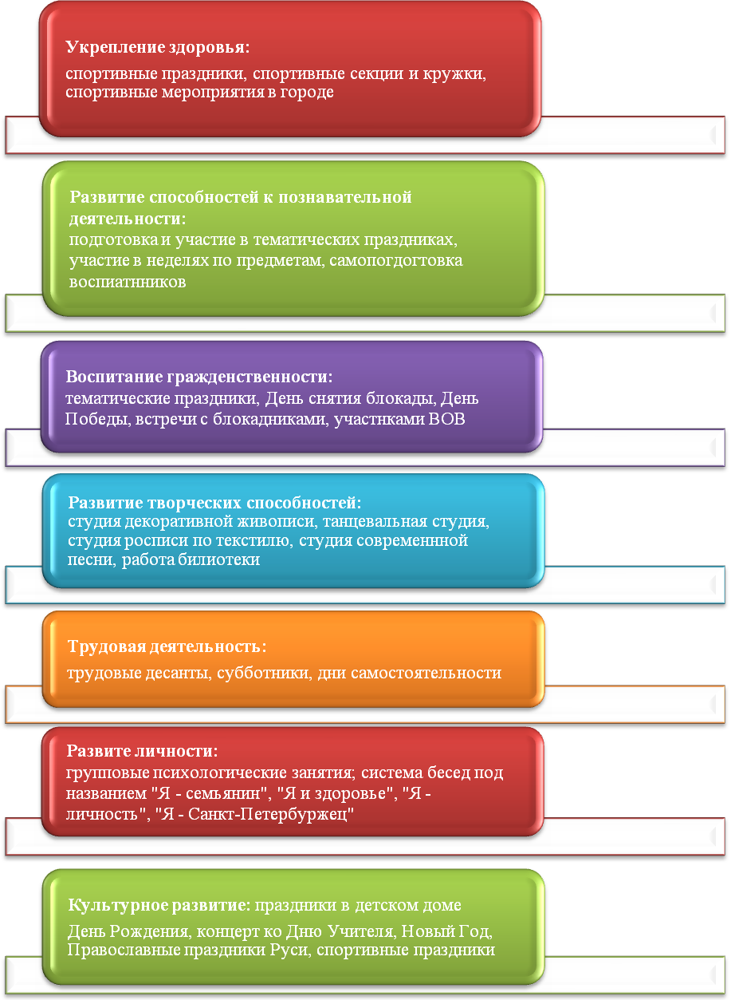 Укрепление здоровья:
спортивные праздники, спортивные секции и кружки,
спортивные мероприятия в городе
Развитие способностей к познавательной
деятельности:
подготовка и участие в тематических праздниках,
участие в неделях по предметам, самопогдогтовка
воспиатнников
Воспитание гражденственности:
тематические праздники, День снятия блокады, День
Победы, встречи с блокадниками, участнками ВОВ
Развитие творческих способностей:
студия декоративной живописи, танцевальная студия,
студия росписи по текстилю, студия современнной
песни, работа билиотеки
Трудовая деятельность:
трудовые десанты, субботники, дни самостоятельности
Развите личности:
групповые психологические занятия; система бесед под
названием "Я - семьянин", "Я и здоровье", "Я -
личность", "Я - Санкт-Петербуржец"
Культурное развитие: праздники в детском доме
День Рождения, концерт ко Дню Учителя, Новый Год,
Православные праздники Руси, спортивные праздники